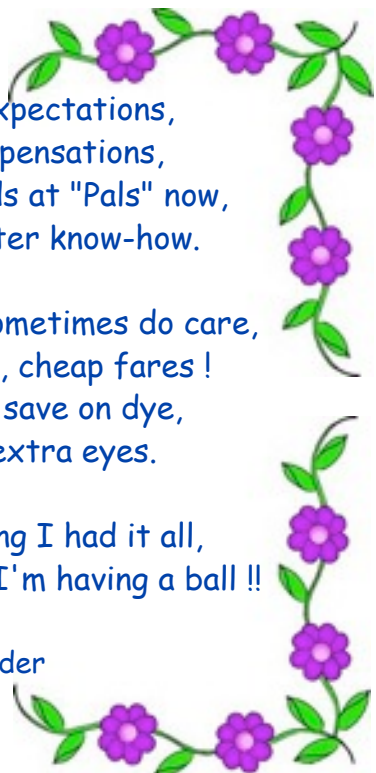 xpectations,
pensations,
ls at "Pals" now,
ter know-how.
ometimes do care,
, cheap fares !
save on dye,
extra eyes.
ng I had it all,
I'm having a ball !!
der